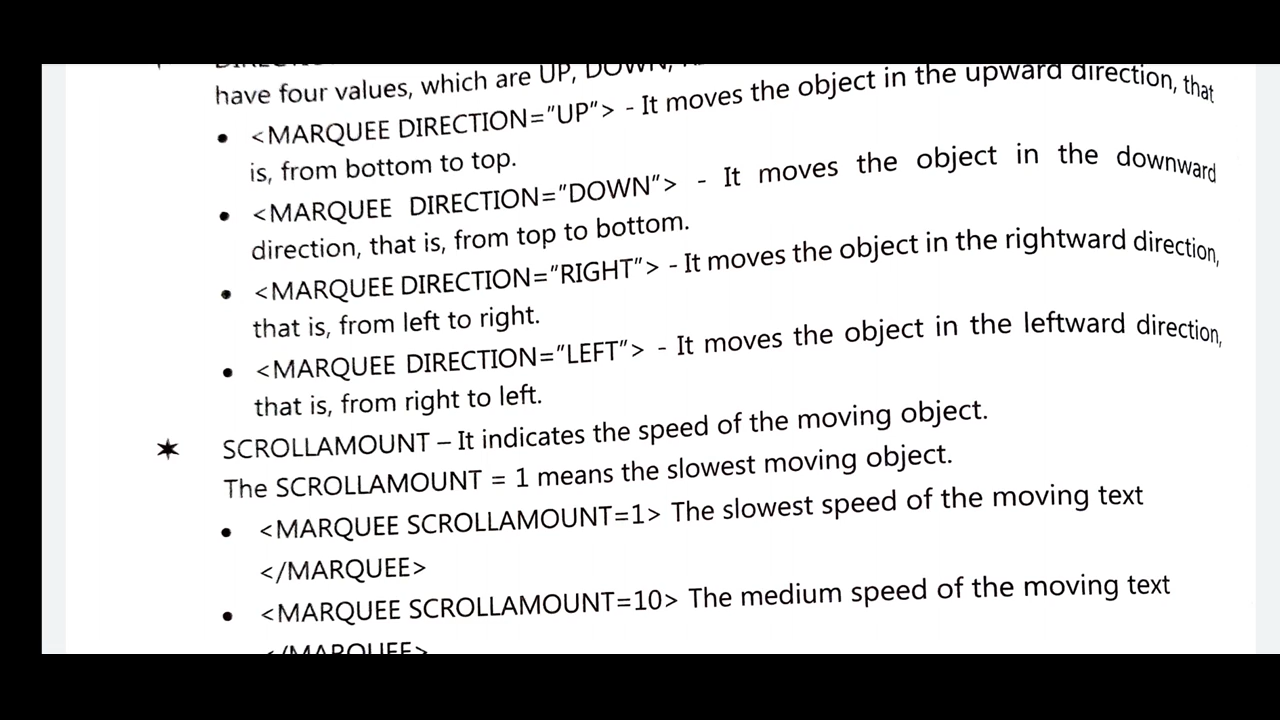 have four values, which are UP, DOWN,
• <MARQUEE DIRECTION="UP"> - It moves the object in the upward direction, that
is, from bottom to top.
• <MARQUEE DIRECTION="DOWN"> - It moves the object in the downward
direction, that is, from top to bottom.
• <MARQUEE DIRECTION="RIGHT"> - It moves the object in the rightward direction,
that is, from left to right.
• <MARQUEE DIRECTION="LEFT"> - It moves the object in the leftward direction,
that is, from right to left.
✶ SCROLLAMOUNT – It indicates the speed of the moving object.
The SCROLLAMOUNT = 1 means the slowest moving object.
• <MARQUEE SCROLLAMOUNT=1> The slowest speed of the moving text
</MARQUEE>
• <MARQUEE SCROLLAMOUNT=10> The medium speed of the moving text
</MARQUEE>